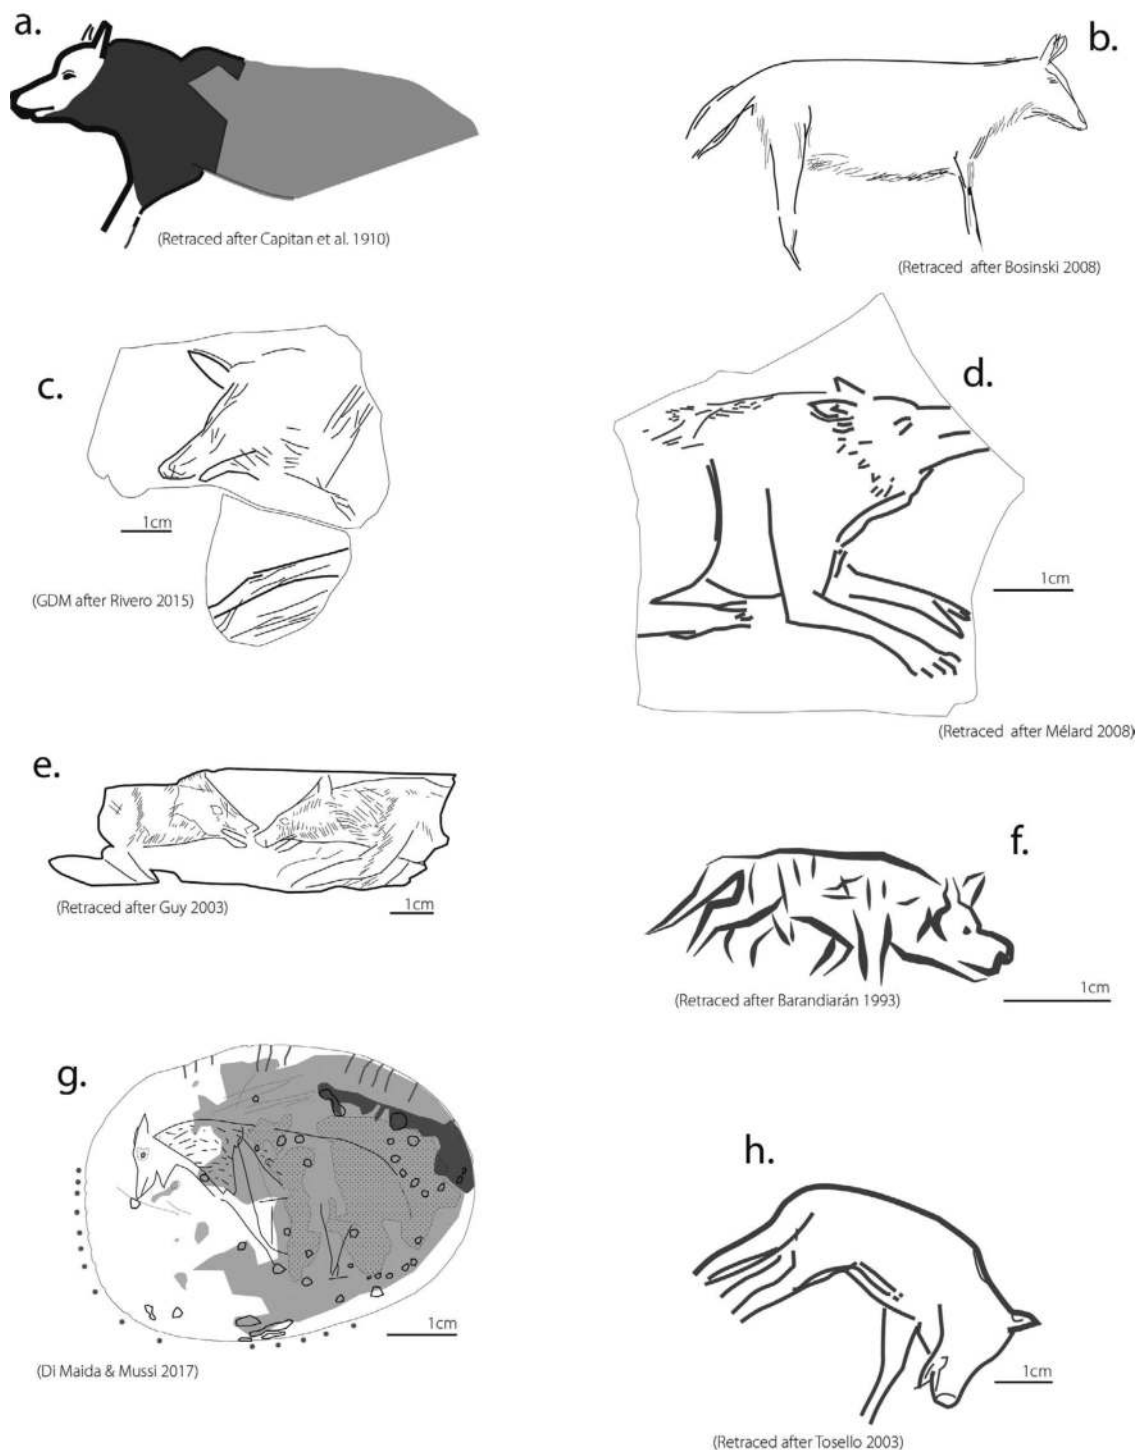 a.
(Retraced after Capitan et al. 1910)
b.
(Retraced after Bosinski 2008)
c.
1cm
(GDM after Rivero 2015)
d.
1cm
(Retraced after Mélard 2008)
e.
(Retraced after Guy 2003)
1cm
f.
(Retraced after Barandiarán 1993)
1cm
g.
1cm
(Di Maida & Mussi 2017)
h.
1cm
(Retraced after Tosello 2003)